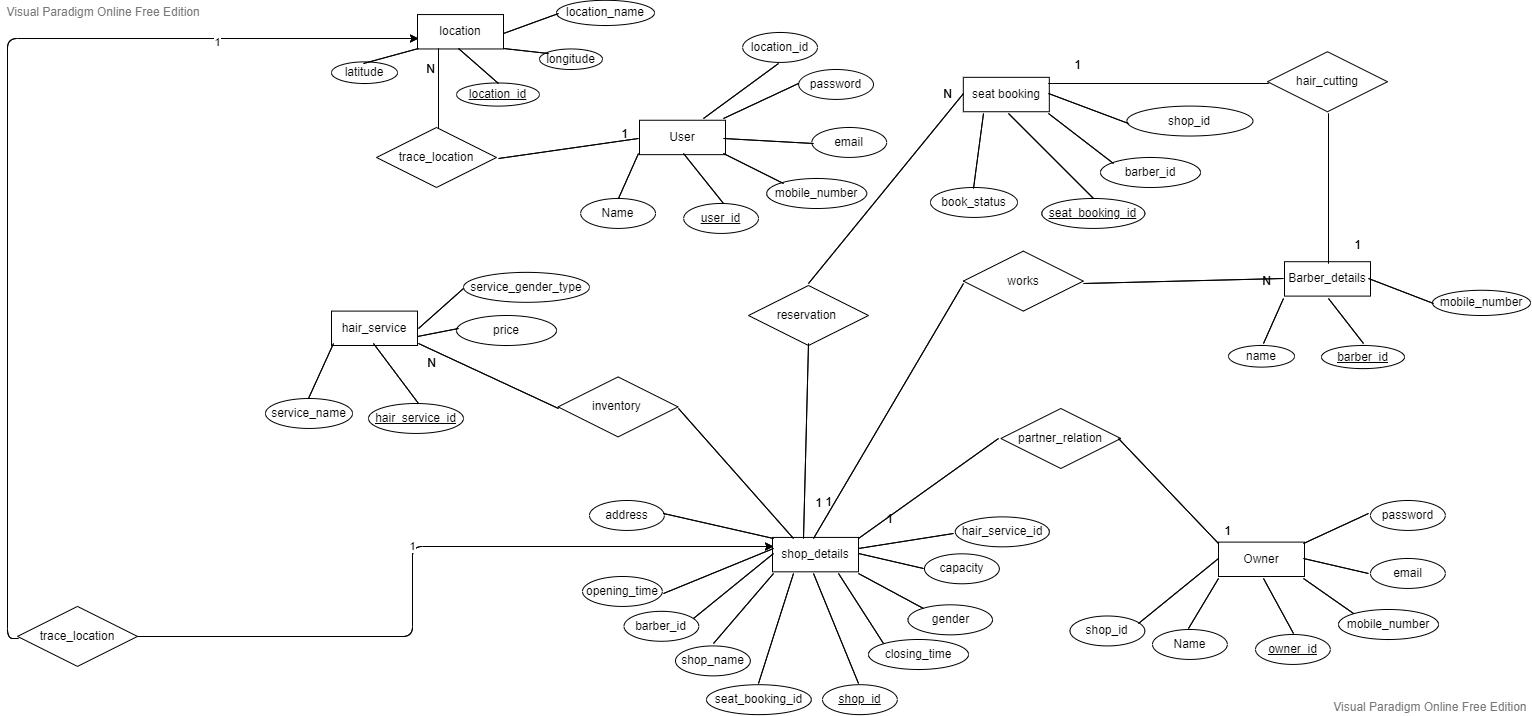 Visual Paradigm Online Free Edition
location
location_name
1
latitude
longitude
N
location_id
trace_location
location_id
password
User
1
email
mobile_number
Name
user_id
seat booking
N
1
hair_cutting
shop_id
barber_id
book_status
seat_booking_id
1
works
N
Barber_details
mobile_number
name
barber_id
reservation
service_gender_type
hair_service
price
N
service_name
hair_service_id
inventory
partner_relation
address
1
1
1
hair_service_id
shop_details
capacity
1
opening_time
barber_id
gender
shop_name
closing_time
seat_booking_id
shop_id
1
Owner
password
email
mobile_number
shop_id
Name
owner_id
trace_location
Visual Paradigm Online Free Edition